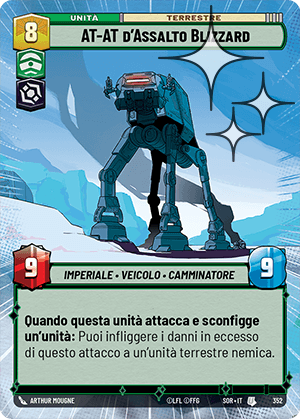 UNITÀ TERRESTRE
8 AT-AT d'Assalto Blizzard
9 9
IMPERIALE • VEICOLO • CAMMINATORE
Quando questa unità attacca e sconfigge
un'unità: Puoi infliggere i danni in eccesso
di questo attacco a un'unità terrestre nemica.
ARTHUR MOUGNE ©LFL ©FFG SOR • IT 352